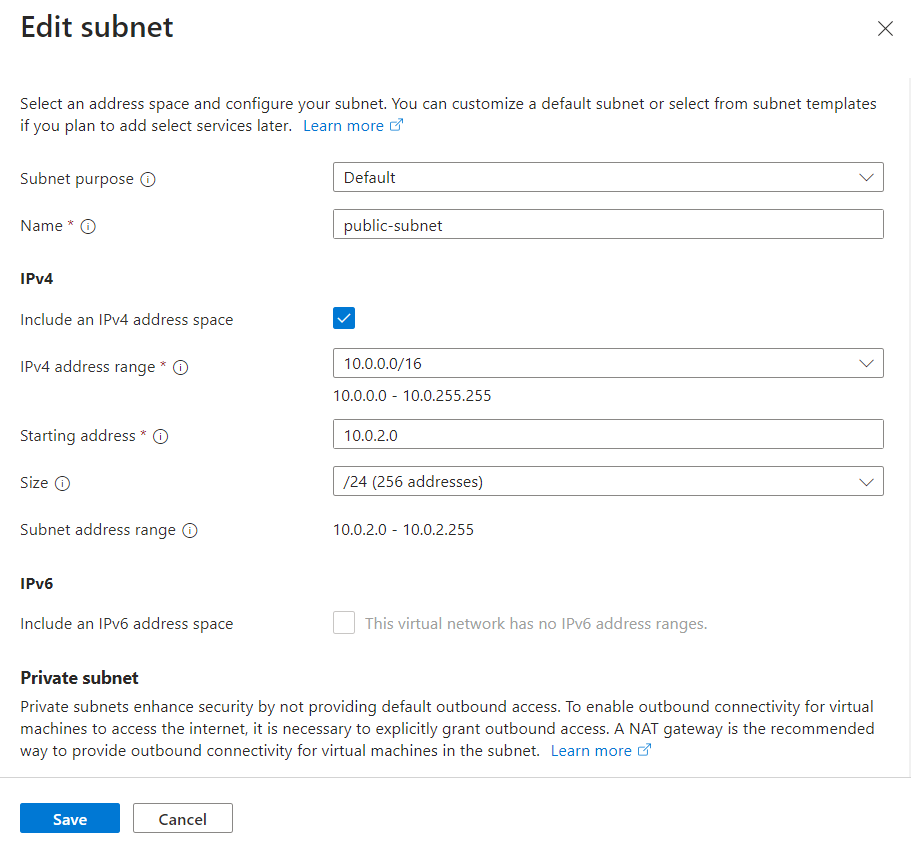 Edit subnet
Select an address space and configure your subnet. You can customize a default subnet or select from subnet templates
if you plan to add select services later. Learn more
Subnet purpose Default
Name * public-subnet
IPv4
Include an IPv4 address space
IPv4 address range * 10.0.0.0/16
10.0.0.0 - 10.0.255.255
Starting address * 10.0.2.0
Size /24 (256 addresses)
Subnet address range 10.0.2.0 - 10.0.2.255
IPv6
Include an IPv6 address space This virtual network has no IPv6 address ranges.
Private subnet
Private subnets enhance security by not providing default outbound access. To enable outbound connectivity for virtual
machines to access the internet, it is necessary to explicitly grant outbound access. A NAT gateway is the recommended
way to provide outbound connectivity for virtual machines in the subnet. Learn more
Save Cancel